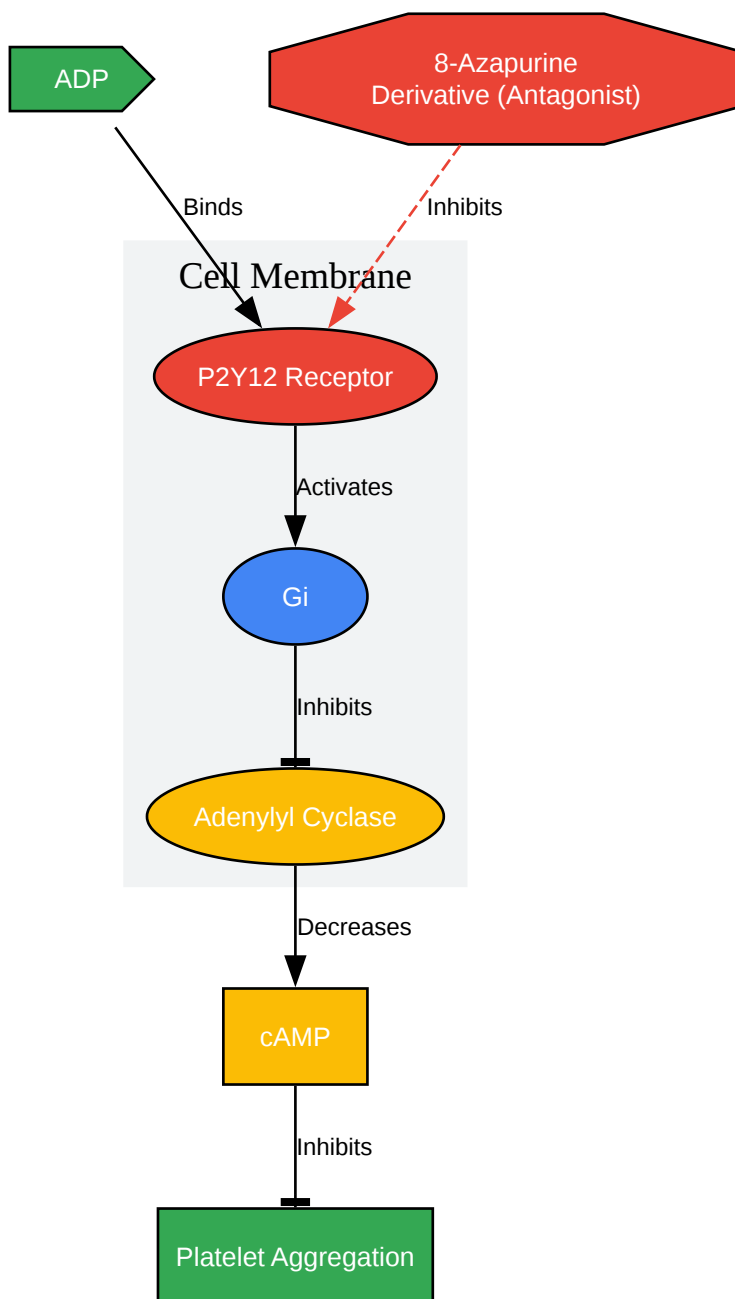 ADP
8-Azapurine
Derivative (Antagonist)
Binds
Inhibits
Cell Membrane
P2Y12 Receptor
Activates
Gi
Inhibits
Adenylyl Cyclase
Decreases
cAMP
Inhibits
Platelet Aggregation